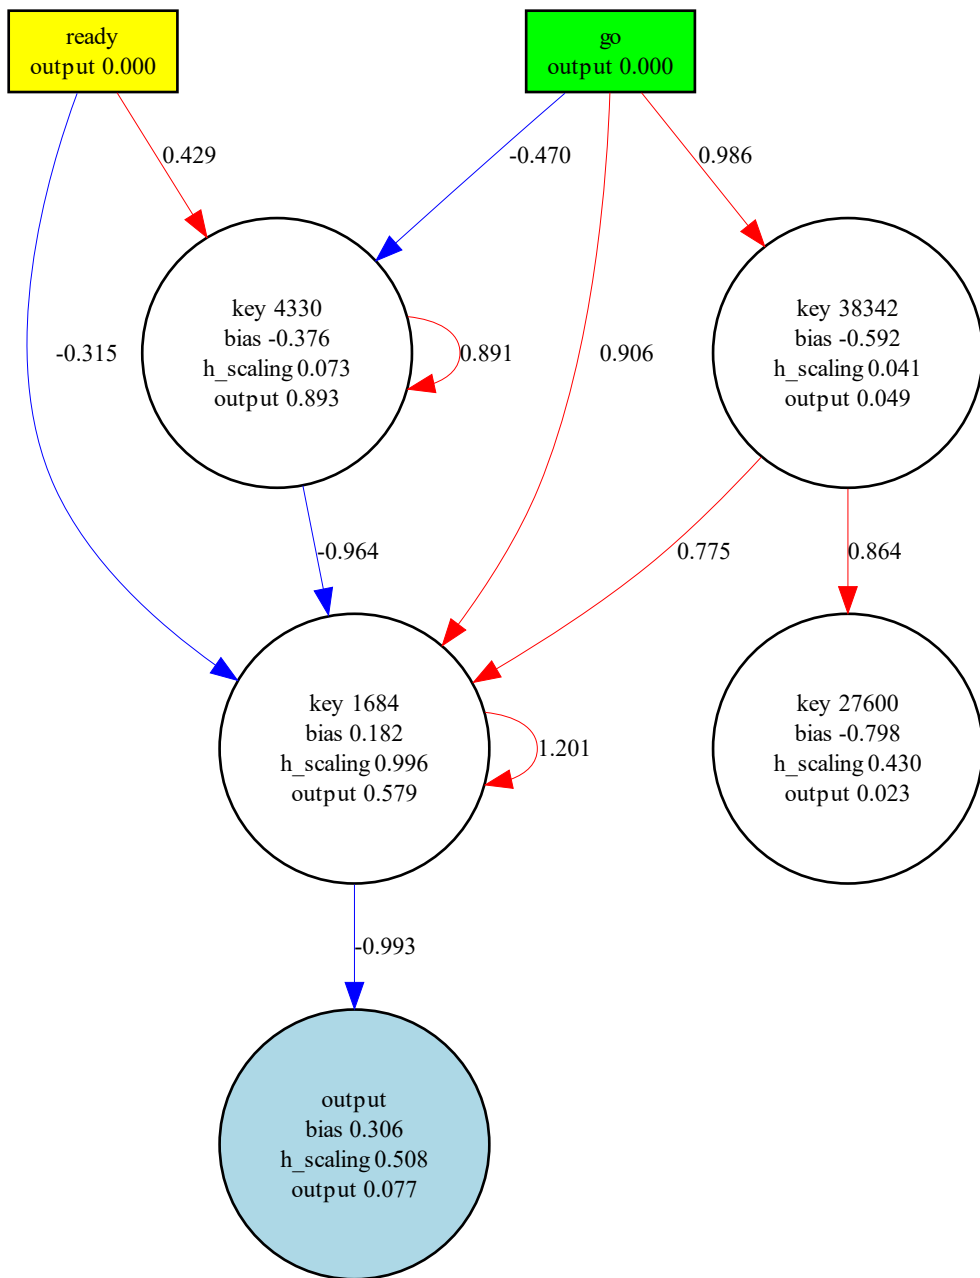 ready
output 0.000
go
output 0.000
0.429
-0.470
0.986
key 4330
bias -0.376
h_scaling 0.073
output 0.893
key 38342
bias -0.592
h_scaling 0.041
output 0.049
-0.315
0.891
0.906
-0.964
0.775
0.864
key 1684
bias 0.182
h_scaling 0.996
output 0.579
1.201
key 27600
bias -0.798
h_scaling 0.430
output 0.023
-0.993
output
bias 0.306
h_scaling 0.508
output 0.077